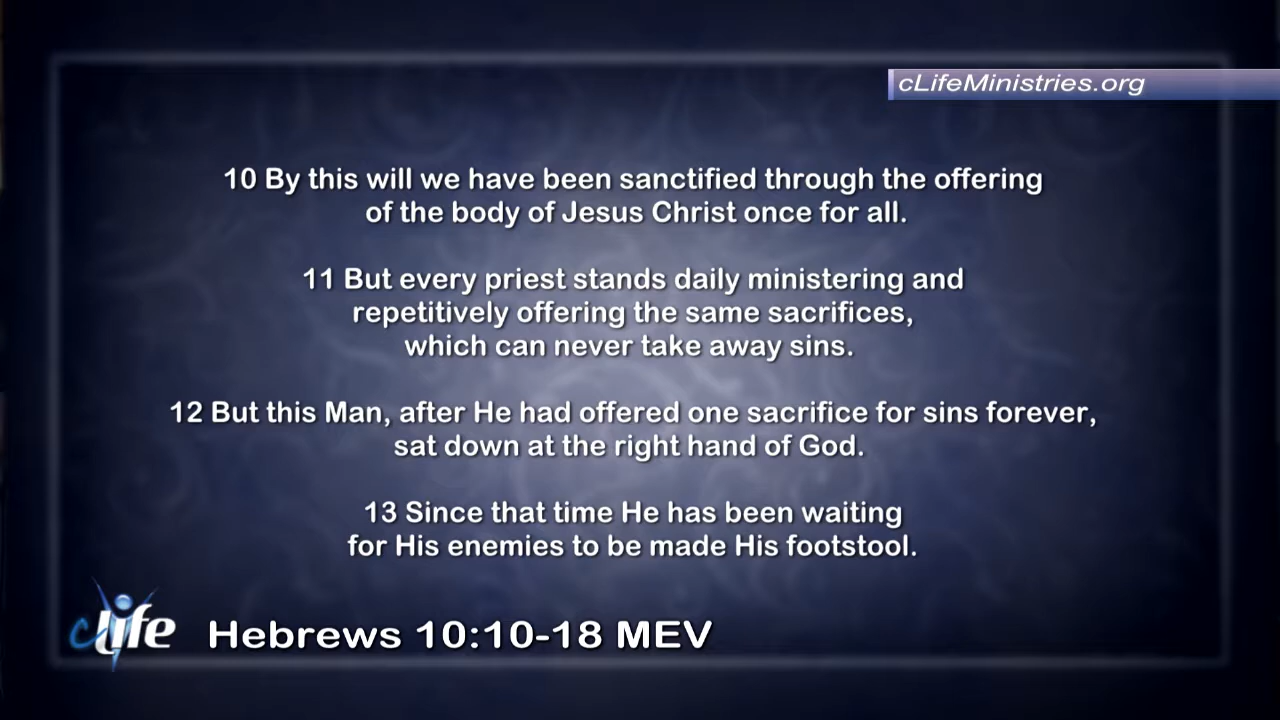 cLifeMinistries.org
10 By this will we have been sanctified through the offering
of the body of Jesus Christ once for all.
11 But every priest stands daily ministering and
repetitively offering the same sacrifices,
which can never take away sins.
12 But this Man, after He had offered one sacrifice for sins forever,
sat down at the right hand of God.
13 Since that time He has been waiting
for His enemies to be made His footstool.
cLife
Hebrews 10:10-18 MEV